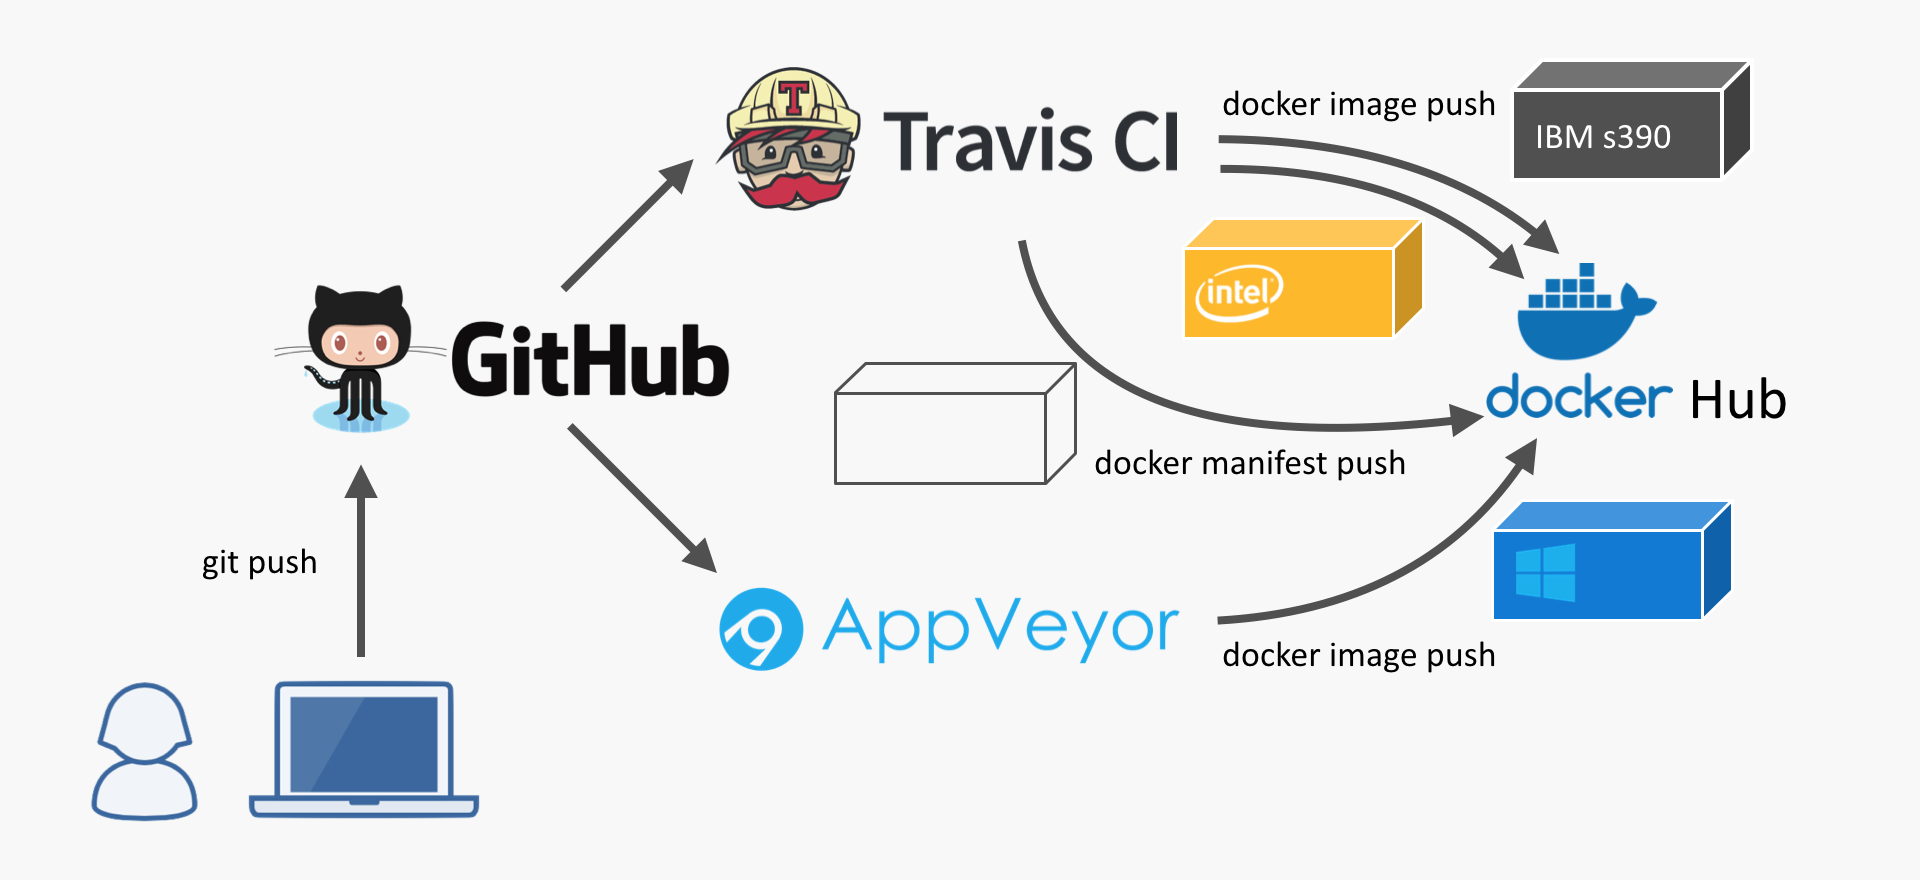 T
Travis CI
docker image push
IBM s390
intel
GitHub
docker Hub
docker manifest push
git push
AppVeyor
docker image push